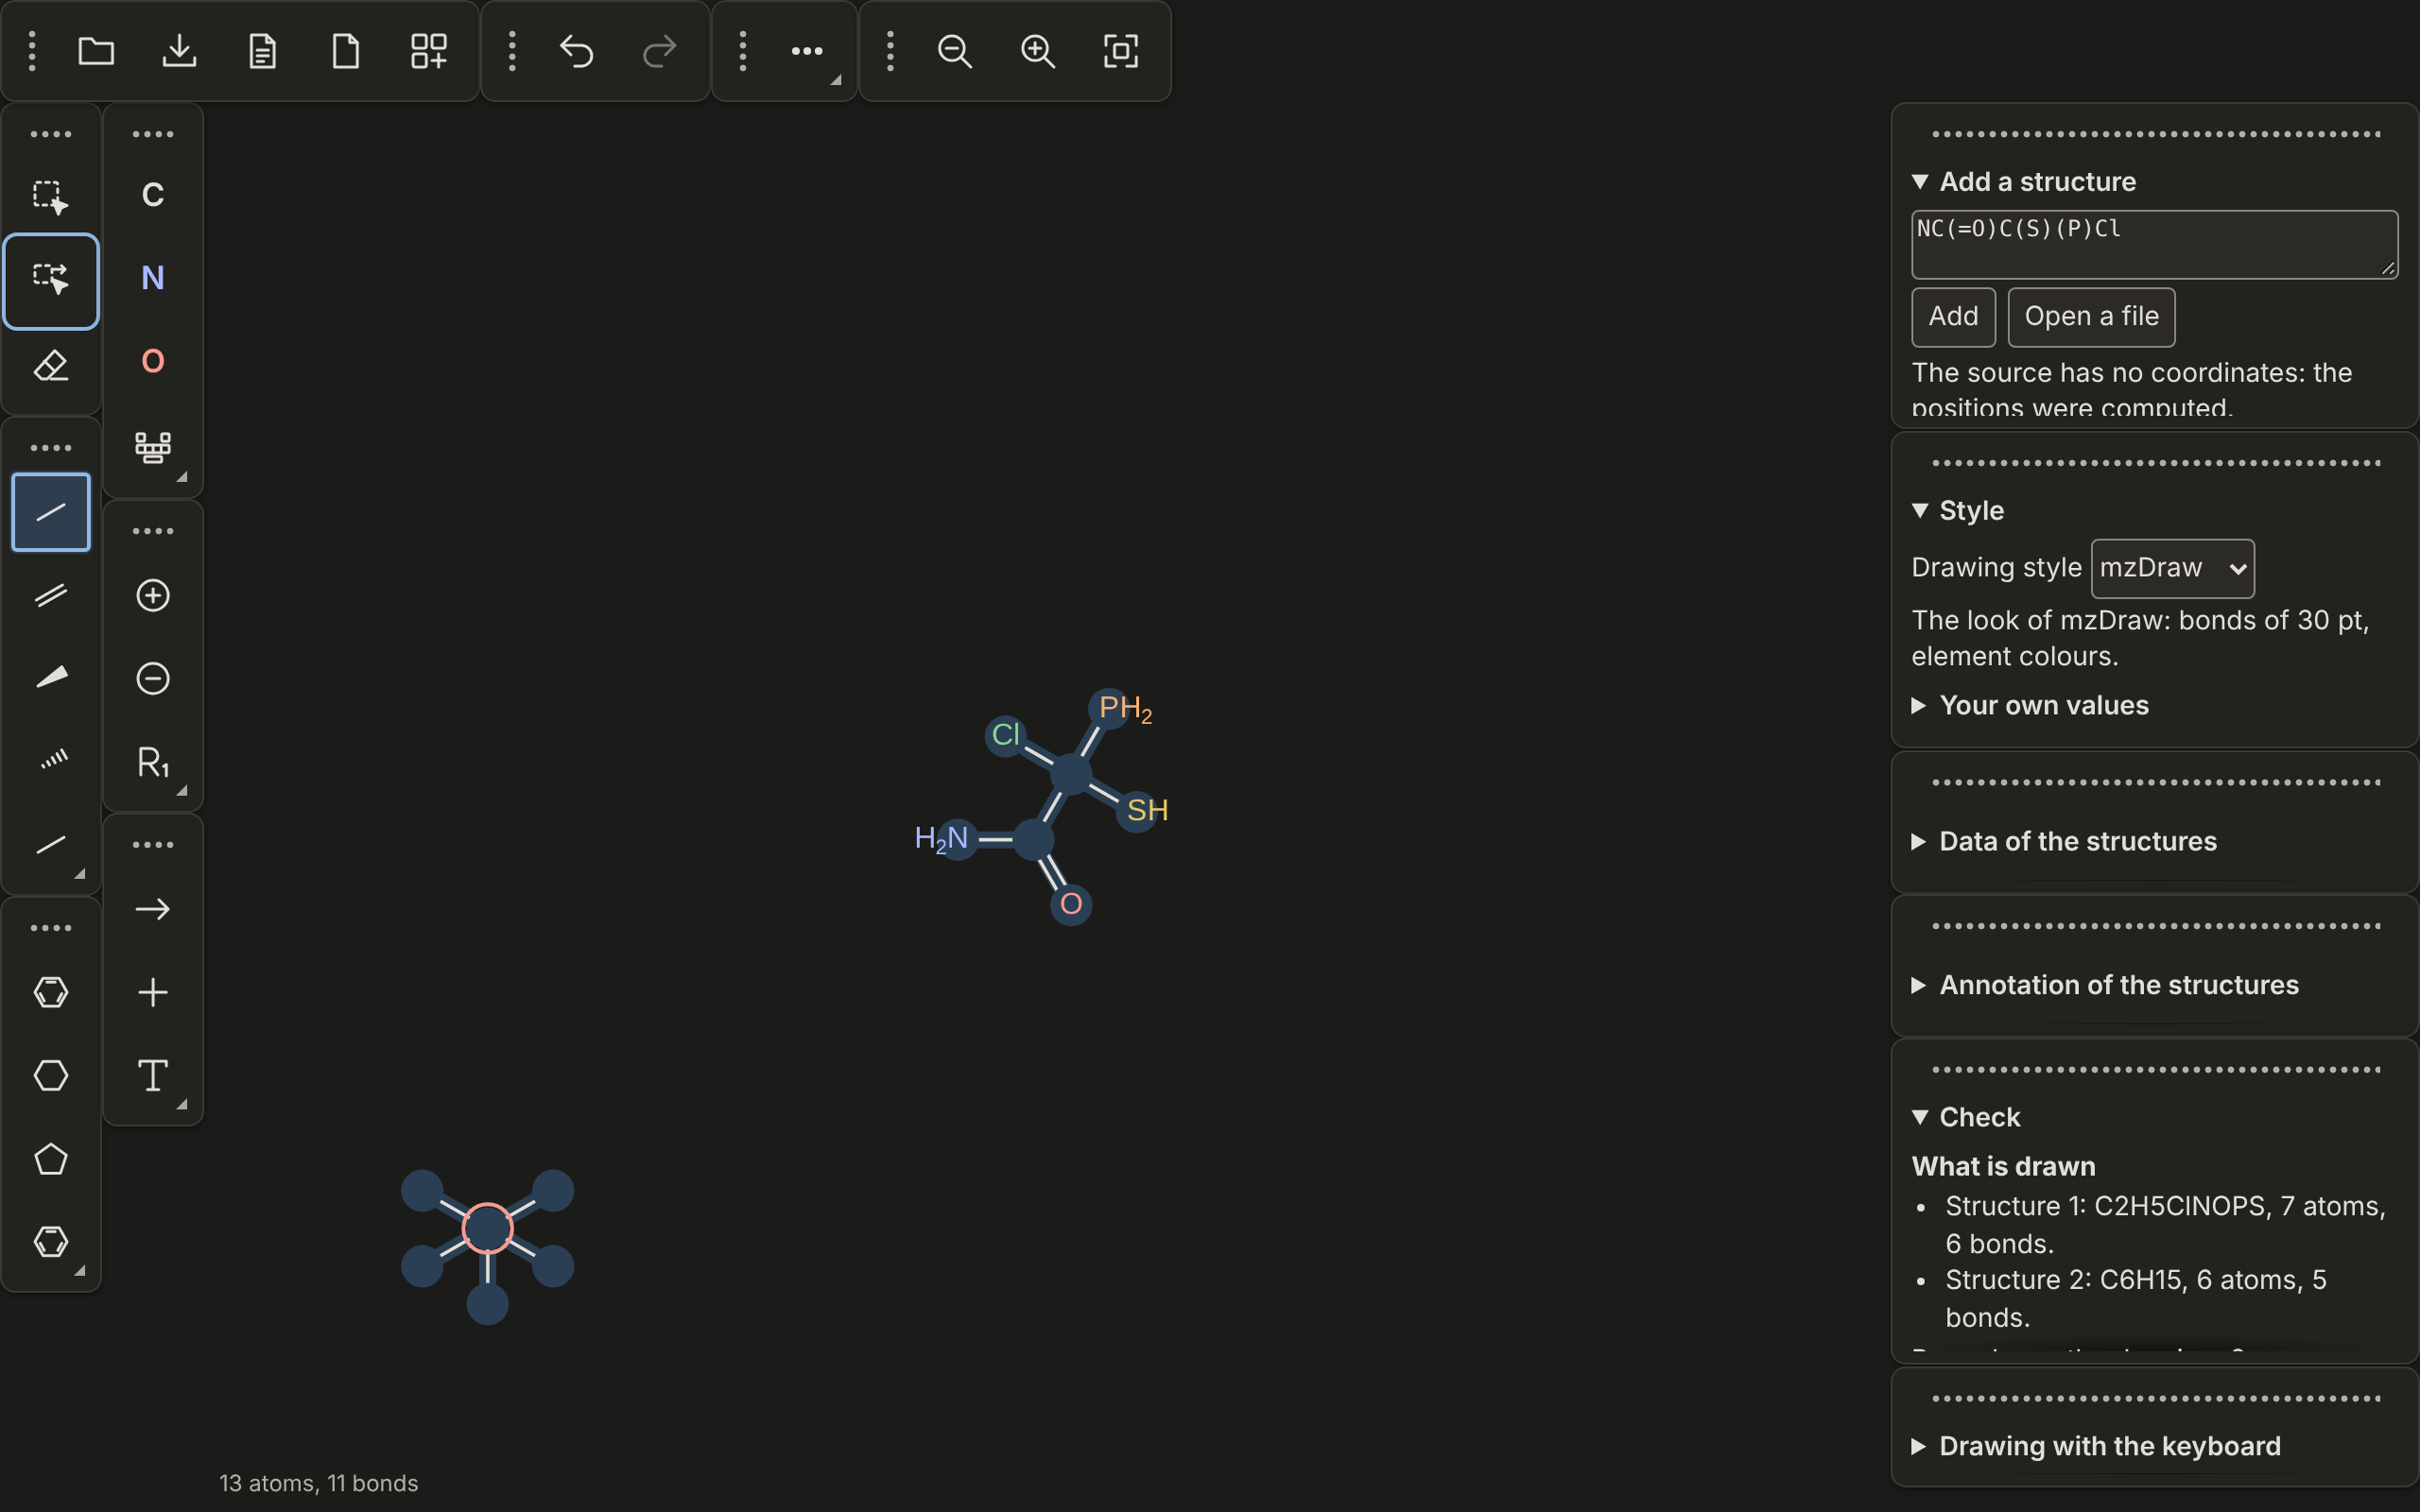 C
N
O
R1
T
Add a structure
NC(=O)C(S)(P)Cl
Add
Open a file
The source has no coordinates: the
positions were computed.
Style
Drawing style mzDraw
The look of mzDraw: bonds of 30 pt,
element colours.
Your own values
Data of the structures
Annotation of the structures
Check
What is drawn
Structure 1: C2H5ClNOPS, 7 atoms,
6 bonds.
Structure 2: C6H15, 6 atoms, 5
bonds.
Drawing with the keyboard
PH2
Cl
SH
H2N
O
13 atoms, 11 bonds